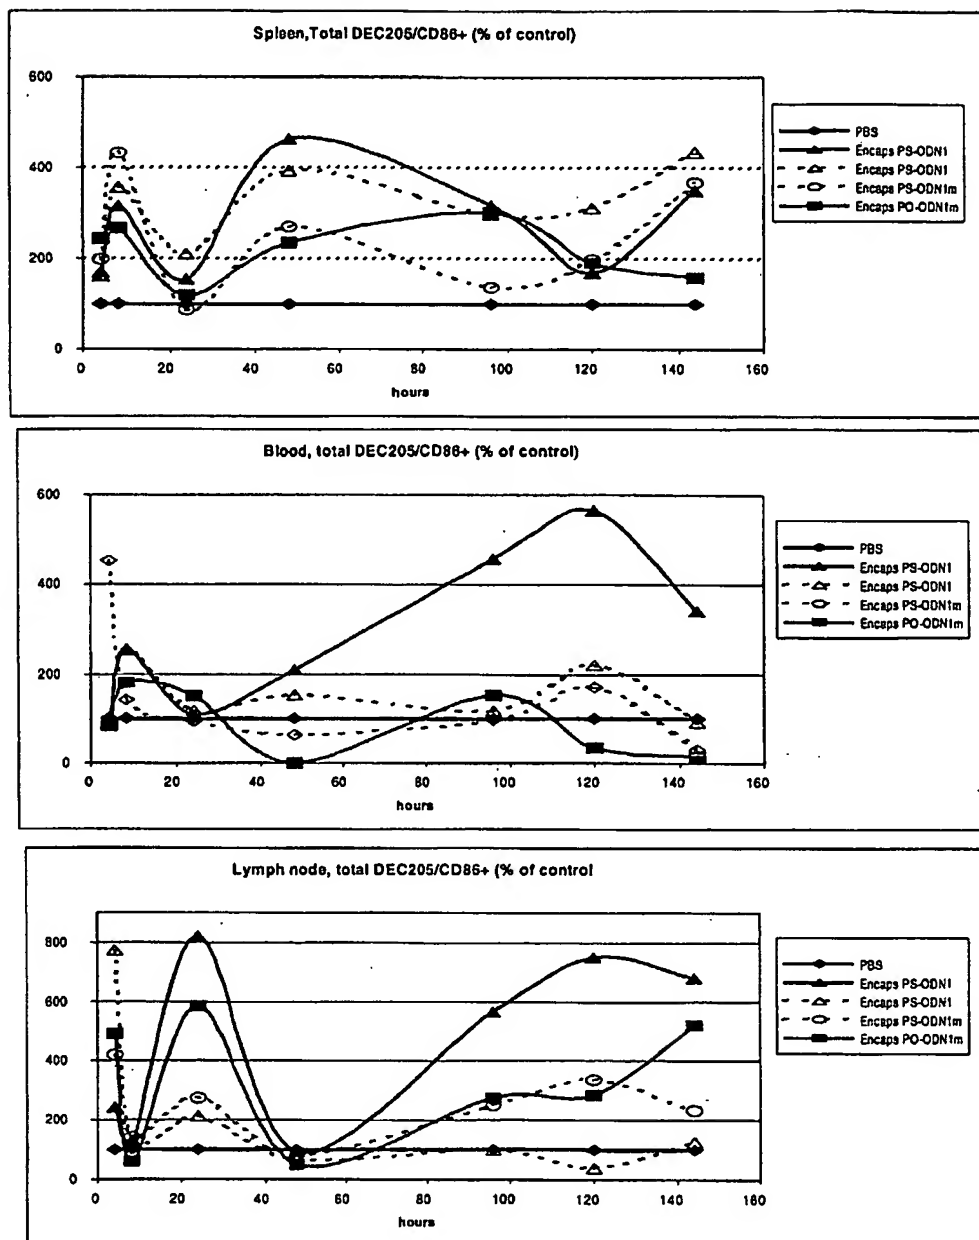 Spleen,Total DEC205/CD86+ (% of control)
600
400
200
0
0 20 40 60 80 100 120 140 160
hours
PBS
Encaps PS-ODN1
Encaps PS-ODN1
Encaps PS-ODN1m
Encaps PO-ODN1m
Blood, total DEC205/CD86+ (% of control)
600
400
200
0
0 20 40 60 80 100 120 140 160
hours
PBS
Encaps PS-ODN1
Encaps PS-ODN1
Encaps PS-ODN1m
Encaps PO-ODN1m
Lymph node, total DEC205/CD86+ (% of control
800
600
400
200
0
0 20 40 60 80 100 120 140 160
hours
PBS
Encaps PS-ODN1
Encaps PS-ODN1
Encaps PS-ODN1m
Encaps PO-ODN1m